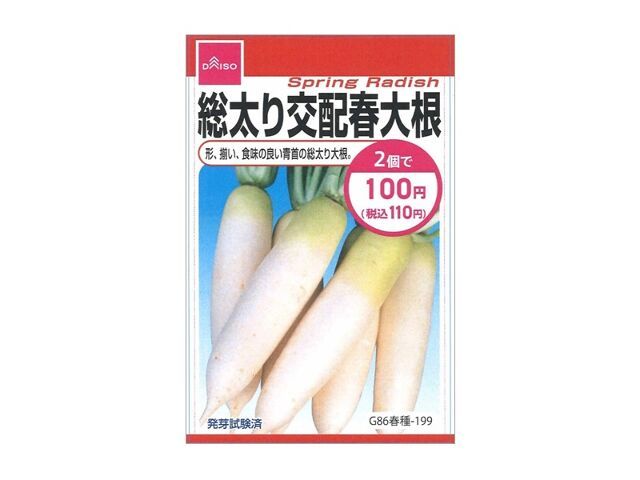 DAISO
Spring Radish
総太り交配春大根
形、揃い、食味の良い青首の総太り大根。
2個で
100円
(税込110円)
発芽試験済
G86春種-199